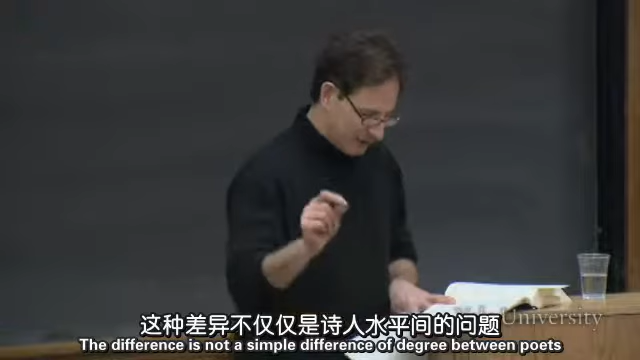 这种差异不仅仅是诗人水平间的问题
University
The difference is not a simple difference of degree between poets